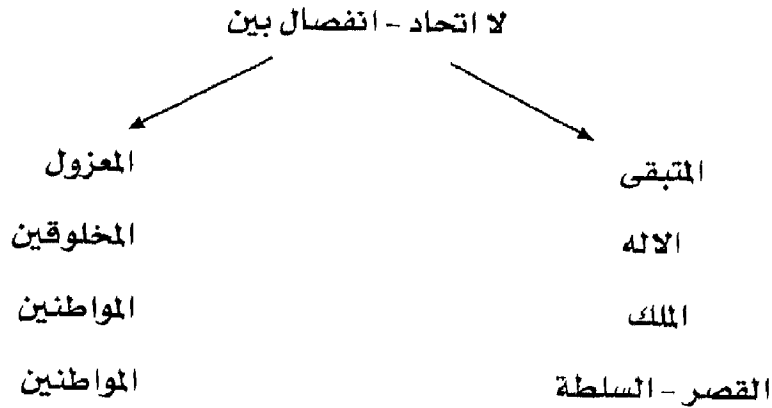 لا اتحاد - انفصال بين
المتبقى
المعزول
الاله
المخلوقين
الملك
المواطنين
القصر - السلطة
المواطنين